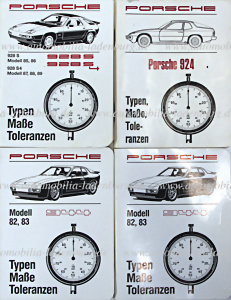 PORSCHE
928 S
Modell 85, 86
928 S4
Modell 87, 88, 89
Typen
Maße
Toleranzen
PORSCHE
Porsche 924
Typen,
Maße,
Tole-
ranzen
PORSCHE
Modell
82, 83
Typen
Maße
Toleranzen
PORSCHE
Modell
82, 83
Typen
Maße
Toleranzen